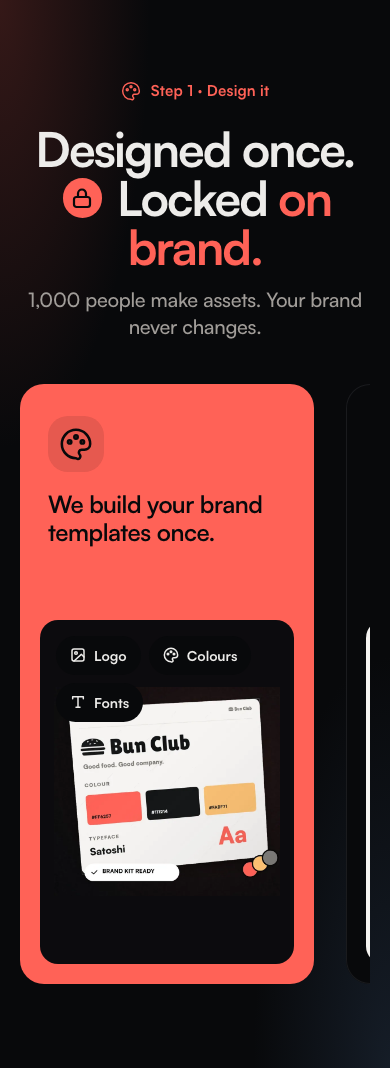 Step 1 · Design it
Designed once.
Locked on
brand.
1,000 people make assets. Your brand
never changes.
We build your brand
templates once.
Logo
Colours
Fonts
Bun Club
Bun Club
Good food. Good company.
COLOUR
TYPEFACE
Satoshi
Aa
BRAND KIT READY